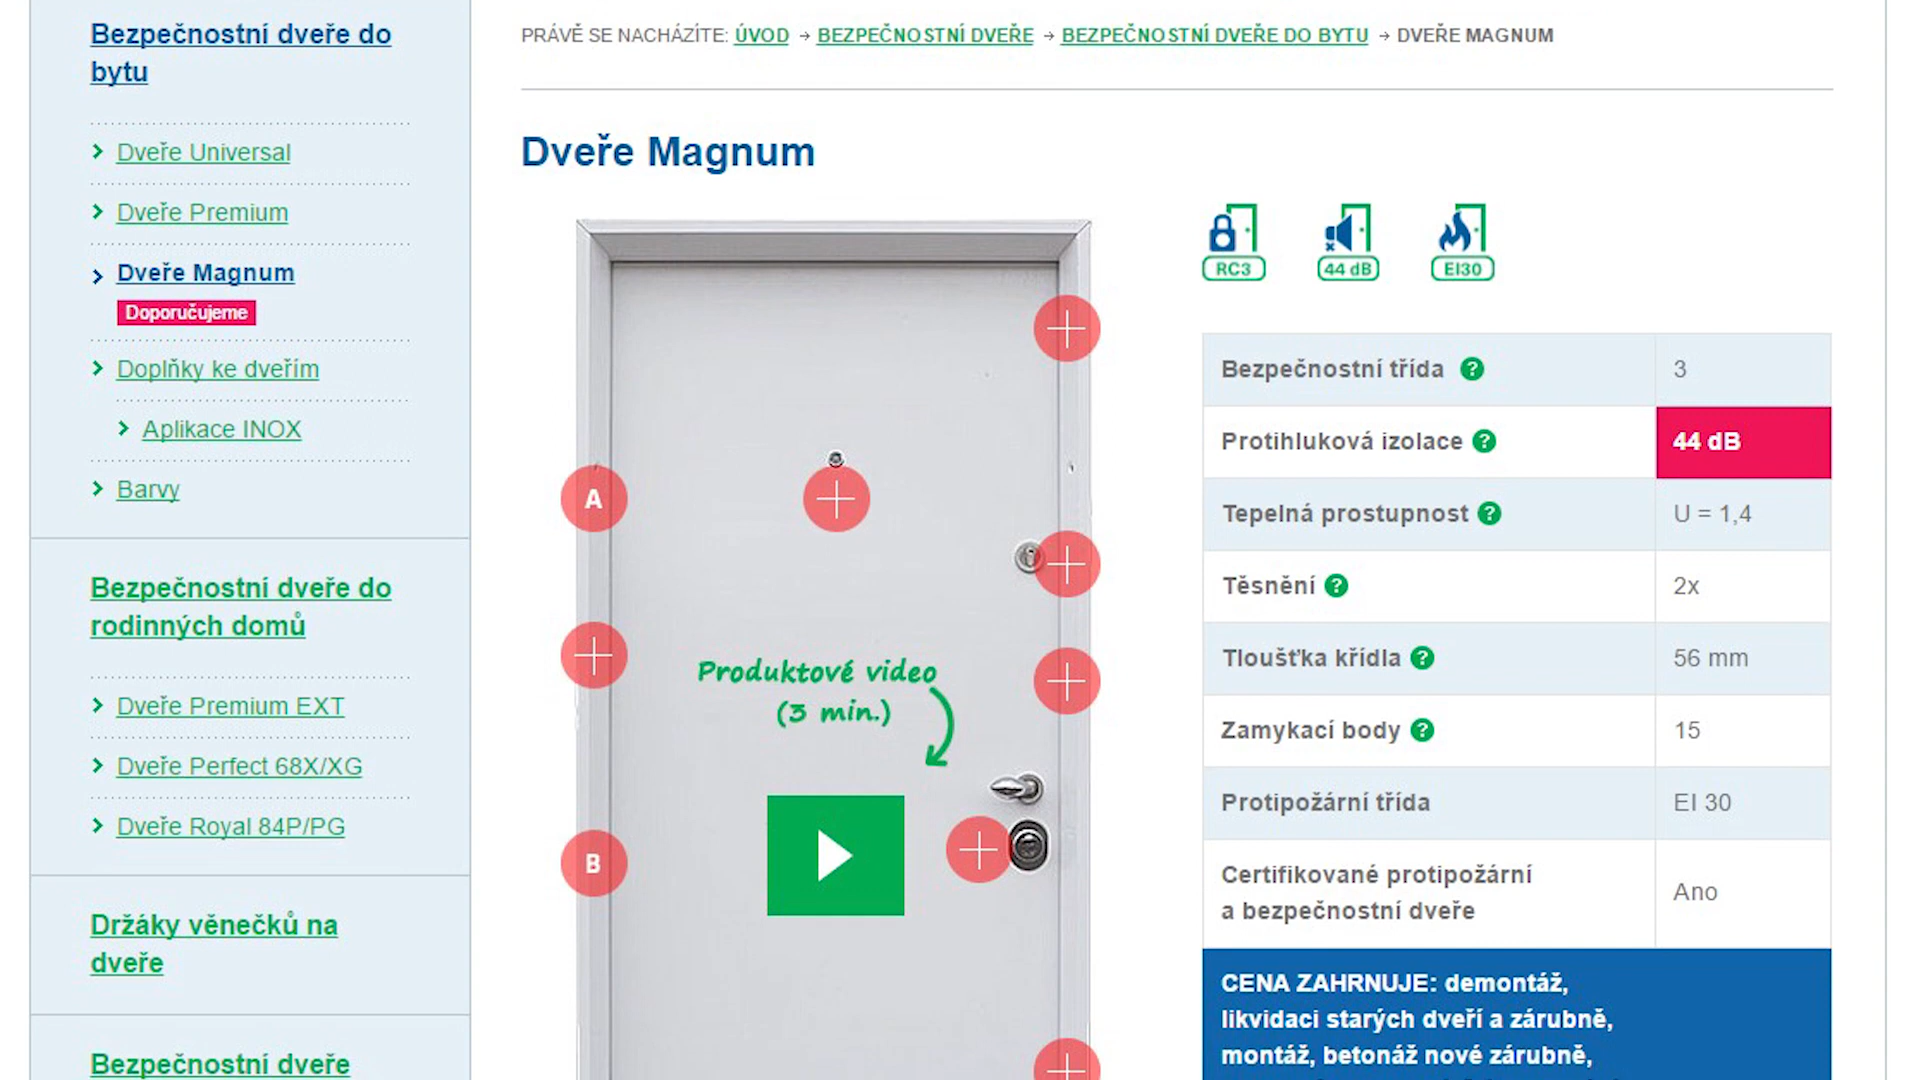 Bezpečnostní dveře do
bytu
Dveře Universal
Dveře Premium
Dveře Magnum
Doporučujeme
Doplňky ke dveřím
Aplikace INOX
Barvy
Bezpečnostní dveře do
rodinných domů
Dveře Premium EXT
Dveře Perfect 68X/XG
Dveře Royal 84P/PG
Držáky věnečků na
dveře
Bezpečnostní dveře
PRÁVĚ SE NACHÁZÍTE: ÚVOD → BEZPEČNOSTNÍ DVEŘE → BEZPEČNOSTNÍ DVEŘE DO BYTU → DVEŘE MAGNUM
Dveře Magnum
A
Produktové video
(3 min.)
B
RC3 44 dB EI30
Bezpečnostní třída ? 3
Protihluková izolace ? 44 dB
Tepelná prostupnost ? U = 1,4
Těsnění ? 2x
Tloušťka křídla ? 56 mm
Zamykací body ? 15
Protipožární třída EI 30
Certifikované protipožární
a bezpečnostní dveře Ano
CENA ZAHRNUJE: demontáž,
likvidaci starých dveří a zárubně,
montáž, betonáž nové zárubně,